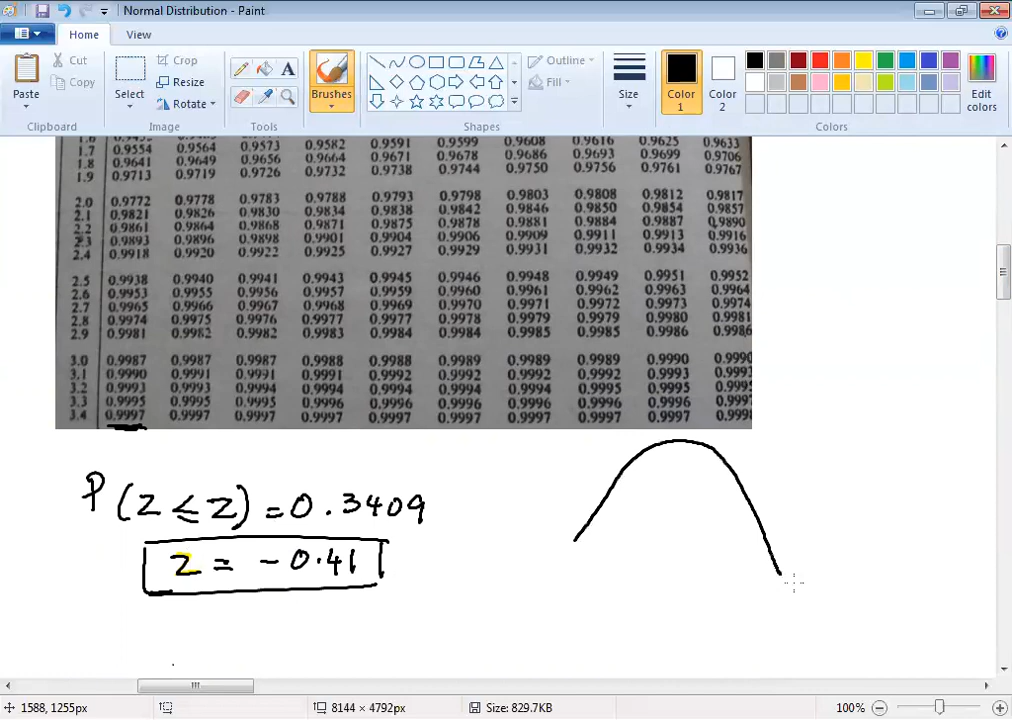 Normal Distribution - Paint
Home View
Cut
Copy
Paste
Clipboard
Crop
Resize
Rotate
Select
Image
A
Tools
Brushes
Outline
Fill
Shapes
Size
Color 1
Color 2
Edit colors
Colors
1.7 0.9554 0.9564 0.9573 0.9582 0.9591 0.9599 0.9608 0.9616 0.9625 0.9633
1.8 0.9641 0.9649 0.9656 0.9664 0.9671 0.9678 0.9686 0.9693 0.9699 0.9706
1.9 0.9713 0.9719 0.9726 0.9732 0.9738 0.9744 0.9750 0.9756 0.9761 0.9767
2.0 0.9772 0.9778 0.9783 0.9788 0.9793 0.9798 0.9803 0.9808 0.9812 0.9817
2.1 0.9821 0.9826 0.9830 0.9834 0.9838 0.9842 0.9846 0.9850 0.9854 0.9857
2.2 0.9861 0.9864 0.9868 0.9871 0.9875 0.9878 0.9881 0.9884 0.9887 0.9890
2.3 0.9893 0.9896 0.9898 0.9901 0.9904 0.9906 0.9909 0.9911 0.9913 0.9916
2.4 0.9918 0.9920 0.9922 0.9925 0.9927 0.9929 0.9931 0.9932 0.9934 0.9936
2.5 0.9938 0.9940 0.9941 0.9943 0.9945 0.9946 0.9948 0.9949 0.9951 0.9952
2.6 0.9953 0.9955 0.9956 0.9957 0.9959 0.9960 0.9961 0.9962 0.9963 0.9964
2.7 0.9965 0.9966 0.9967 0.9968 0.9969 0.9970 0.9971 0.9972 0.9973 0.9974
2.8 0.9974 0.9975 0.9976 0.9977 0.9977 0.9978 0.9979 0.9979 0.9980 0.9981
2.9 0.9981 0.9982 0.9982 0.9983 0.9984 0.9984 0.9985 0.9985 0.9986 0.9986
3.0 0.9987 0.9987 0.9987 0.9988 0.9988 0.9989 0.9989 0.9989 0.9990 0.9990
3.1 0.9990 0.9991 0.9991 0.9991 0.9992 0.9992 0.9992 0.9992 0.9993 0.9993
3.2 0.9993 0.9993 0.9994 0.9994 0.9994 0.9994 0.9994 0.9995 0.9995 0.9995
3.3 0.9995 0.9995 0.9995 0.9996 0.9996 0.9996 0.9996 0.9996 0.9996 0.9997
3.4 0.9997 0.9997 0.9997 0.9997 0.9997 0.9997 0.9997 0.9997 0.9997
P(Z ≤ Z) = 0.3409
Z = -0.41
1588, 1255px
8144 × 4792px
Size: 829.7KB
100%